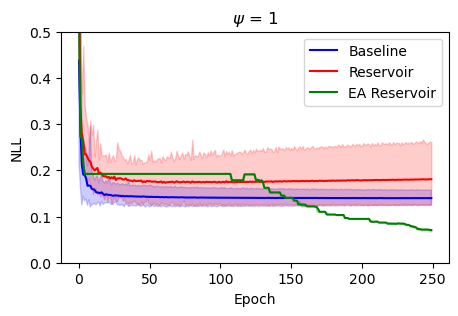 ψ = 1
0.5
0.4
0.3
0.2
0.1
0.0
NLL
Baseline
Reservoir
EA Reservoir
0 50 100 150 200 250
Epoch